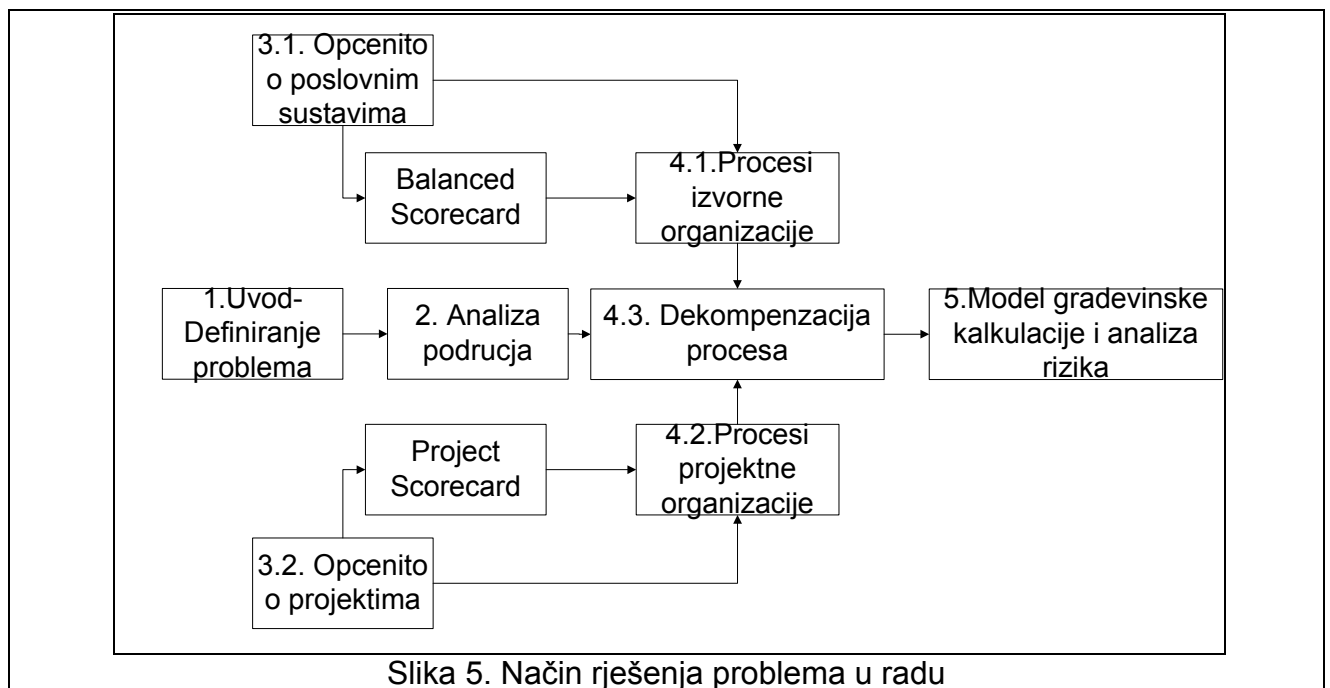 3.1. Opcenito
o poslovnim
sustavima
Balanced
Scorecard
4.1.Procesi
izvorne
organizacije
1.Uvod-
Definiranje
problema
2. Analiza
podrucja
4.3. Dekompenzacija
procesa
5.Model gradevinske
kalkulacije i analiza
rizika
Project
Scorecard
4.2.Procesi
projektne
organizacije
3.2. Opcenito
o projektima
Slika 5. Način rješenja problema u radu